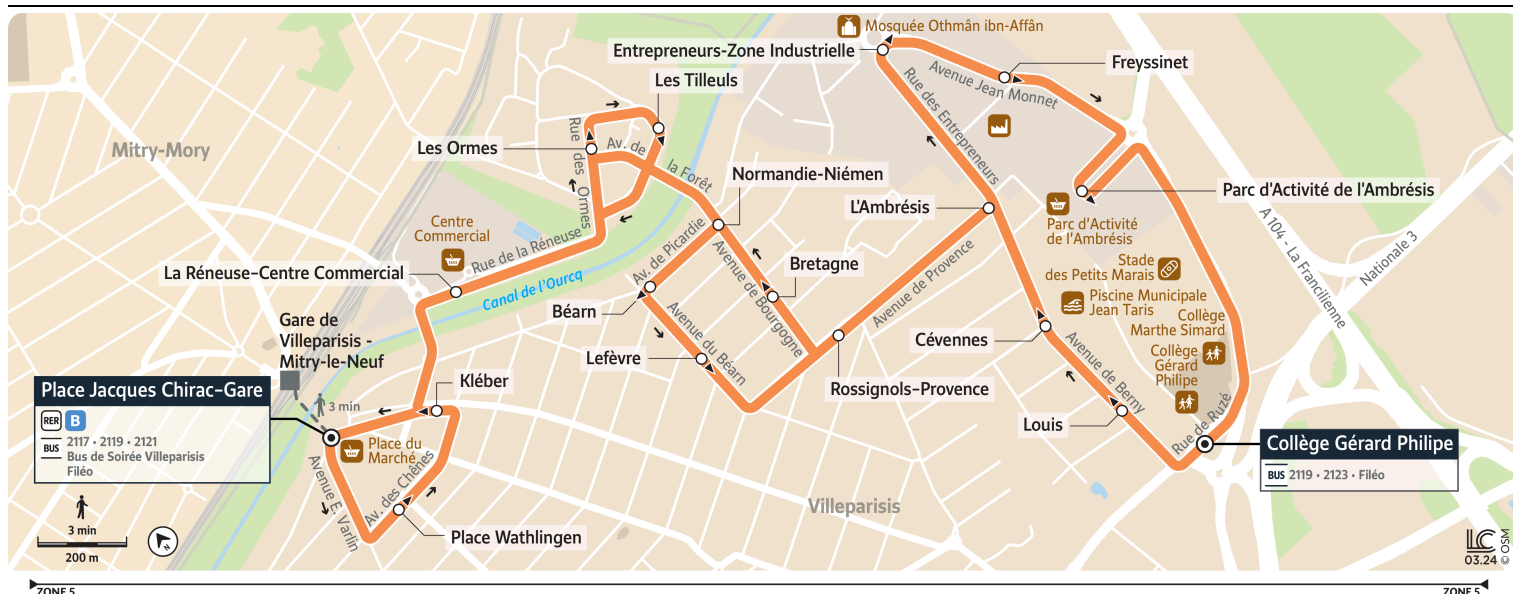 Mosquée Othmân ibn-Affân
Entrepreneurs-Zone Industrielle
Freyssinet
Les Tilleuls
Avenue Jean Monnet
Rue des Entrepreneurs
Mitry-Mory
Les Ormes
Rue des Ormes
Av. de la Forêt
Normandie-Niémen
L'Ambrésis
Parc d'Activité de l'Ambrésis
Parc d'Activité
de l'Ambrésis
A 104 - La Francilienne
Nationale 3
Centre
Commercial
Rue de la Réneuse
Av. de Picardie
Avenue de Bourgogne
Bretagne
Avenue de Provence
Stade
des Petits Marais
Piscine Municipale
Jean Taris
Collège
Marthe Simard
Collège
Gérard
Philipe
La Réneuse-Centre Commercial
Canal de l'Ourcq
Béarn
Avenue du Béarn
Lefèvre
Cévennes
Avenue de Berny
Rossignols-Provence
Louis
Rue de Ruzé
Gare de
Villeparisis -
Mitry-le-Neuf
Place Jacques Chirac-Gare
RER B
BUS
2117 • 2119 • 2121
Bus de Soirée Villeparisis
Filéo
3 min
Kléber
Place du
Marché
Avenue E. Varlin
Av. des Chênes
Place Wathlingen
Villeparisis
Collège Gérard Philipe
BUS 2119 • 2123 • Filéo
3 min
200 m
N
LC
03.24
© OSM
ZONE 5
ZONE 5